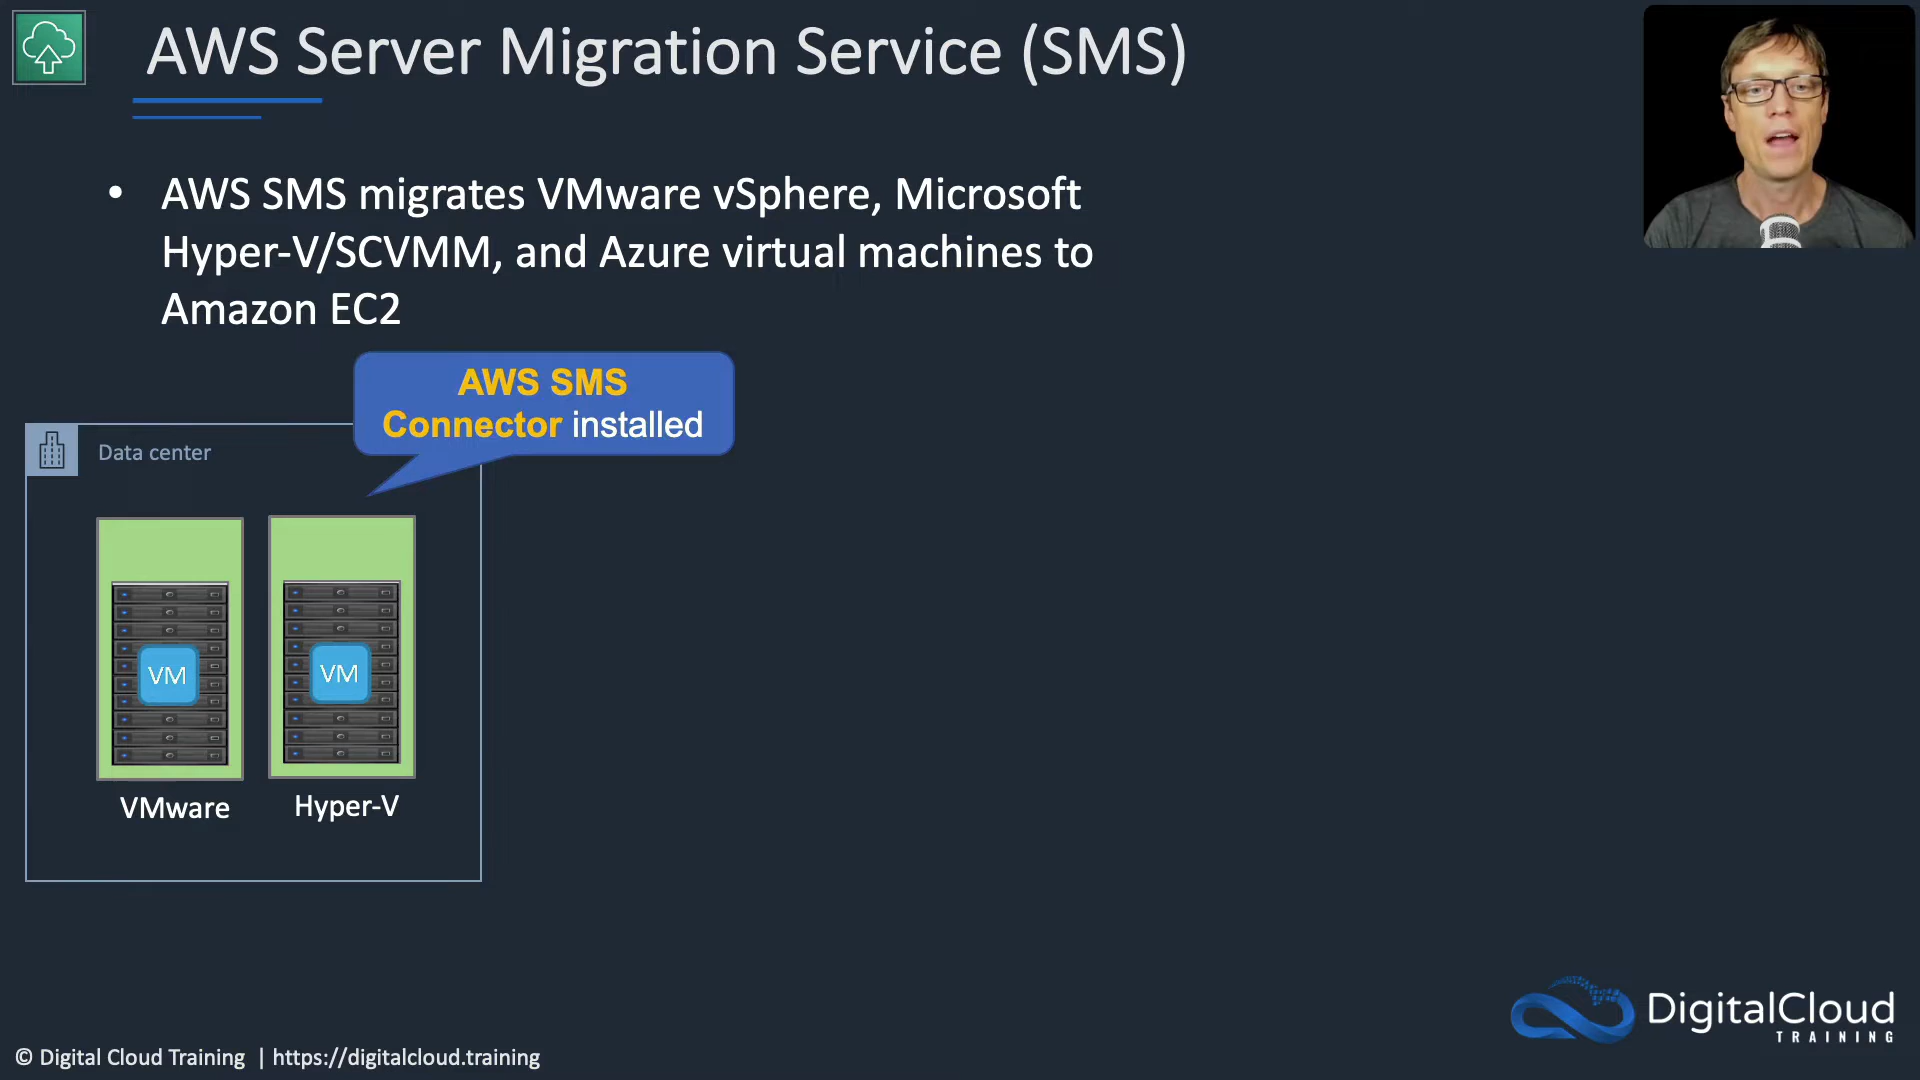 AWS Server Migration Service (SMS)
• AWS SMS migrates VMware vSphere, Microsoft
Hyper-V/SCVMM, and Azure virtual machines to
Amazon EC2
AWS SMS
Connector installed
Data center
VM
VM
VMware
Hyper-V
DigitalCloud
TRAINING
© Digital Cloud Training | https://digitalcloud.training